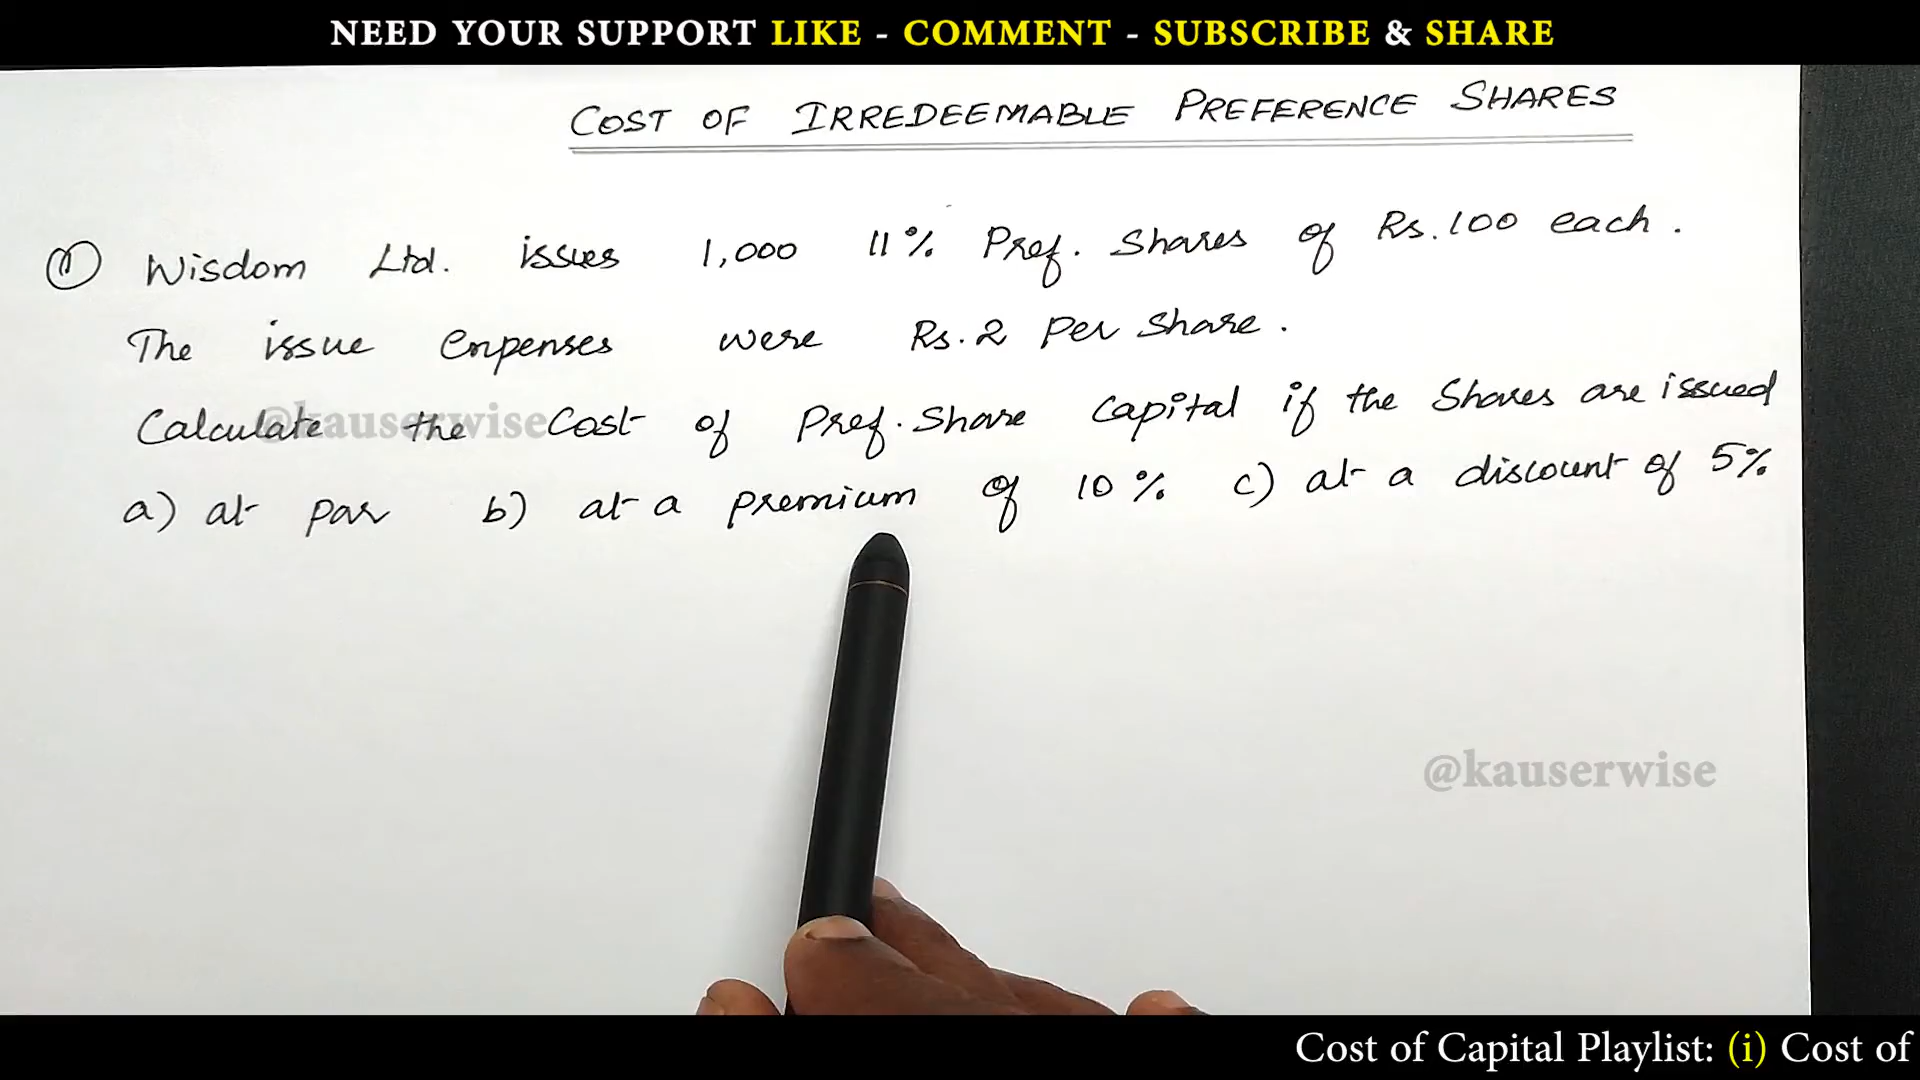 NEED YOUR SUPPORT LIKE - COMMENT - SUBSCRIBE & SHARE
COST OF IRREDEEMABLE PREFERENCE SHARES
1) Wisdom Ltd. issues 1,000 11% Pref. Shares of Rs.100 each.
The issue expenses were Rs.2 Per share.
Calculate the Cost of Pref. Share Capital if the Shares are issued
@kauserwise
a) at par b) at a premium of 10% c) at a discount of 5%
@kauserwise
Cost of Capital Playlist: (i) Cost of